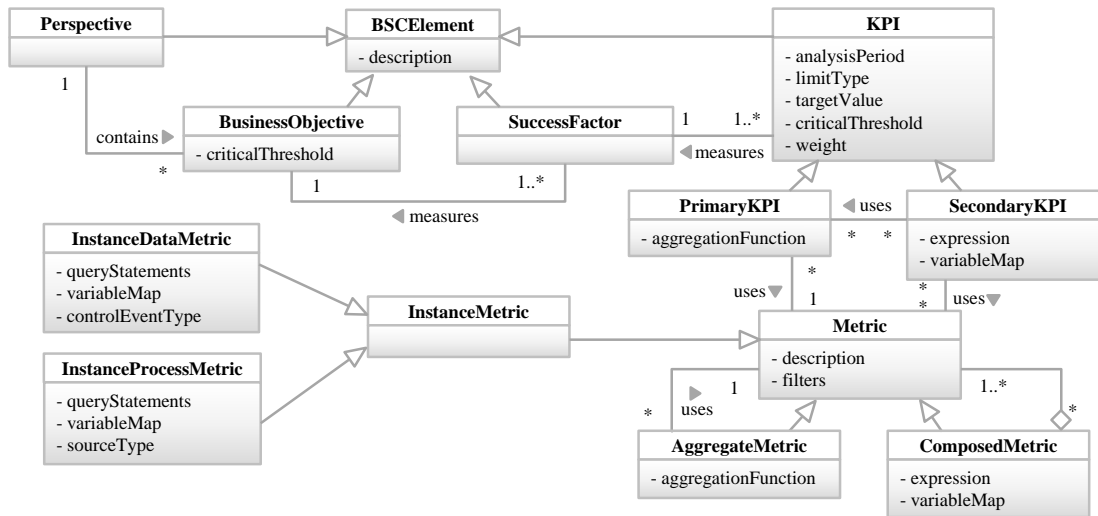 Perspective
BSCElement
- description
KPI
- analysisPeriod
- limitType
- targetValue
- criticalThreshold
- weight
1
contains
*
BusinessObjective
- criticalThreshold
SuccessFactor
1
1..*
measures
1
1..*
measures
PrimaryKPI
- aggregationFunction
uses
*
*
SecondaryKPI
- expression
- variableMap
InstanceDataMetric
- queryStatements
- variableMap
- controlEventType
*
uses
1
*
*
uses
InstanceMetric
Metric
- description
- filters
InstanceProcessMetric
- queryStatements
- variableMap
- sourceType
1
uses
*
1..*
*
AggregateMetric
- aggregationFunction
ComposedMetric
- expression
- variableMap